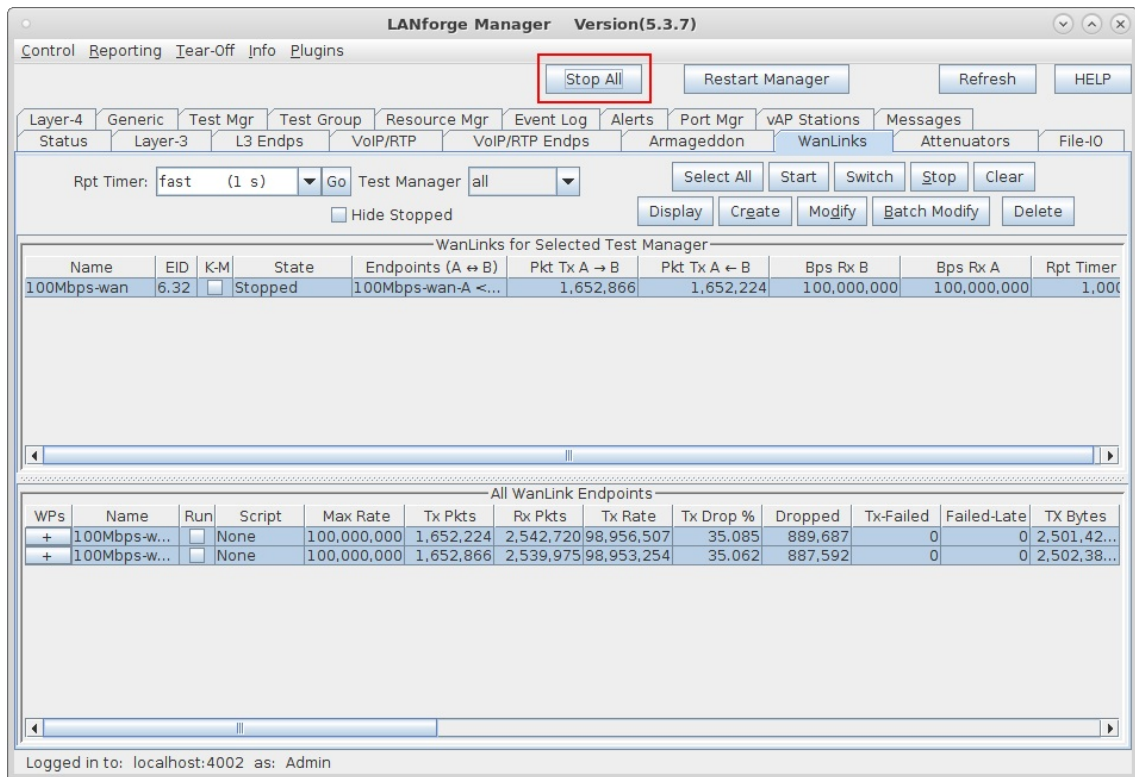 LANforge Manager Version(5.3.7)
Control Reporting Tear-Off Info Plugins
Stop All Restart Manager Refresh HELP
Layer-4 Generic Test Mgr Test Group Resource Mgr Event Log Alerts Port Mgr vAP Stations Messages
Status Layer-3 L3 Endps VoIP/RTP VoIP/RTP Endps Armageddon WanLinks Attenuators File-IO
Rpt Timer: fast (1 s) Go Test Manager all Select All Start Switch Stop Clear
Hide Stopped Display Create Modify Batch Modify Delete
WanLinks for Selected Test Manager
Name EID K-M State Endpoints (A ↔ B) Pkt Tx A → B Pkt Tx A ← B Bps Rx B Bps Rx A Rpt Timer
100Mbps-wan 6.32 Stopped 100Mbps-wan-A <... 1,652,866 1,652,224 100,000,000 100,000,000 1,000
All WanLink Endpoints
WPs Name Run Script Max Rate Tx Pkts Rx Pkts Tx Rate Tx Drop % Dropped Tx-Failed Failed-Late TX Bytes
+ 100Mbps-w... None 100,000,000 1,652,224 2,542,720 98,956,507 35.085 889,687 0 0 2,501,42...
+ 100Mbps-w... None 100,000,000 1,652,866 2,539,975 98,953,254 35.062 887,592 0 0 2,502,38...
Logged in to: localhost:4002 as: Admin